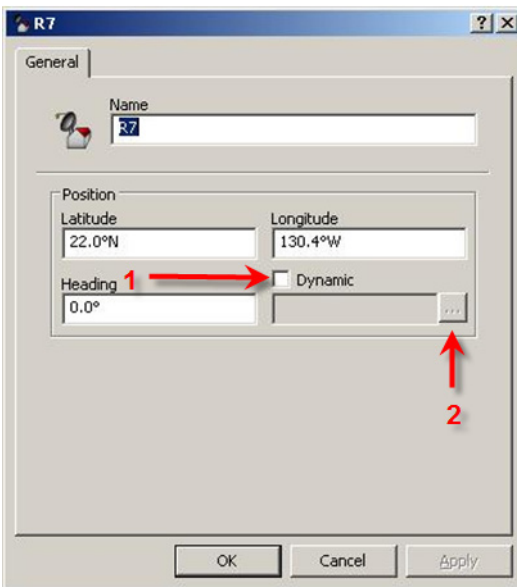 R7
General
Name
R7
Position
Latitude Longitude
22.0°N 130.4°W
Heading 1 Dynamic
0.0° ...
2
OK Cancel Apply